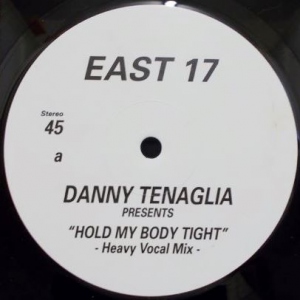 EAST 17
Stereo
45
a
DANNY TENAGLIA
PRESENTS
“HOLD MY BODY TIGHT”
- Heavy Vocal Mix -